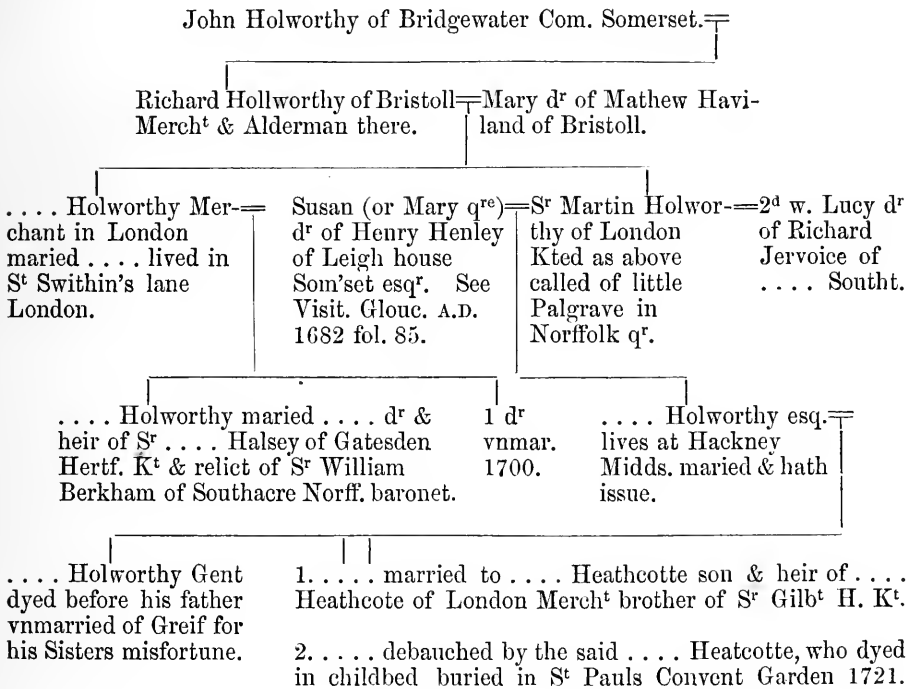 John Holworthy of Bridgewater Com. Somerset.
Richard Hollworthy of Bristoll
Merchᵗ & Alderman there.
Mary dʳ of Mathew Havi-
land of Bristoll.
. . . . Holworthy Mer-
chant in London
maried . . . . lived in
Sᵗ Swithin's lane
London.
Susan (or Mary qʳᵉ)
dʳ of Henry Henley
of Leigh house
Som'set esqʳ. See
Visit. Glouc. A.D.
1682 fol. 85.
Sʳ Martin Holwor-
thy of London
Kted as above
called of little
Palgrave in
Norffolk qʳ.
2ᵈ w. Lucy dʳ
of Richard
Jervoice of
. . . . Southt.
. . . . Holworthy maried . . . . dʳ &
heir of Sʳ . . . . Halsey of Gatesden
Hertf. Kᵗ & relict of Sʳ William
Berkham of Southacre Norff. baronet.
1 dʳ
vnmar.
1700.
. . . . Holworthy esq.
lives at Hackney
Midds. maried & hath
issue.
. . . . Holworthy Gent
dyed before his father
vnmarried of Greif for
his Sisters misfortune.
1. . . . . married to . . . . Heathcotte son & heir of . . . .
Heathcote of London Merchᵗ brother of Sʳ Gilbᵗ H. Kᵗ.
2. . . . . debauched by the said . . . . Heatcotte, who dyed
in childbed buried in Sᵗ Pauls Convent Garden 1721.